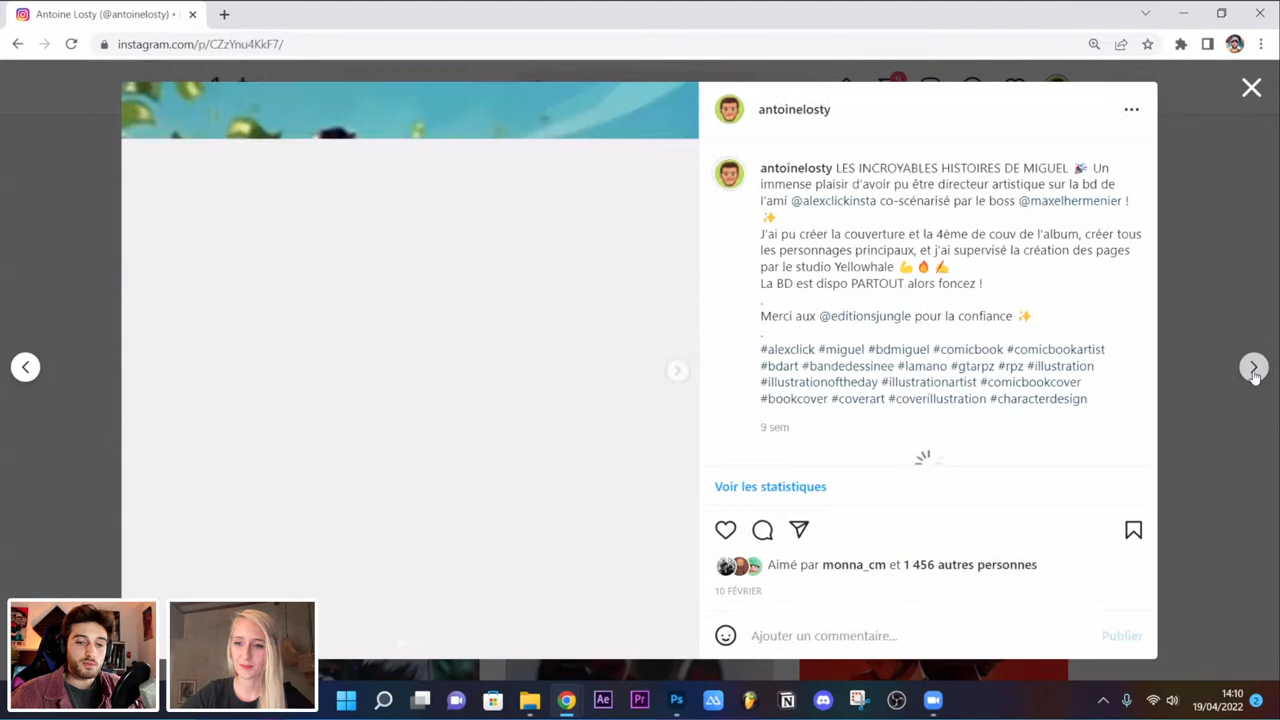 Antoine Losty (@antoinelosty) •
instagram.com/p/CZzYnu4KkF7/
antoinelosty
antoinelosty LES INCROYABLES HISTOIRES DE MIGUEL 🎉 Un
immense plaisir d'avoir pu être directeur artistique sur la bd de
l'ami @alexclickinsta co-scénarisé par le boss @maxelhermenier !
✨
J'ai pu créer la couverture et la 4ème de couv de l'album, créer tous
les personnages principaux, et j'ai supervisé la création des pages
par le studio Yellowhale 💪🔥✍️
La BD est dispo PARTOUT alors foncez !
.
Merci aux @editionsjungle pour la confiance ✨
.
#alexclick #miguel #bdmiguel #comicbook #comicbookartist
#bdart #bandedessinee #lamano #gtarpz #rpz #illustration
#illustrationoftheday #illustrationartist #comicbookcover
#bookcover #coverart #coverillustration #characterdesign
9 sem
Voir les statistiques
Aimé par monna_cm et 1 456 autres personnes
10 FÉVRIER
Ajouter un commentaire... Publier
Ae Pr Ps
14:10
19/04/2022 2